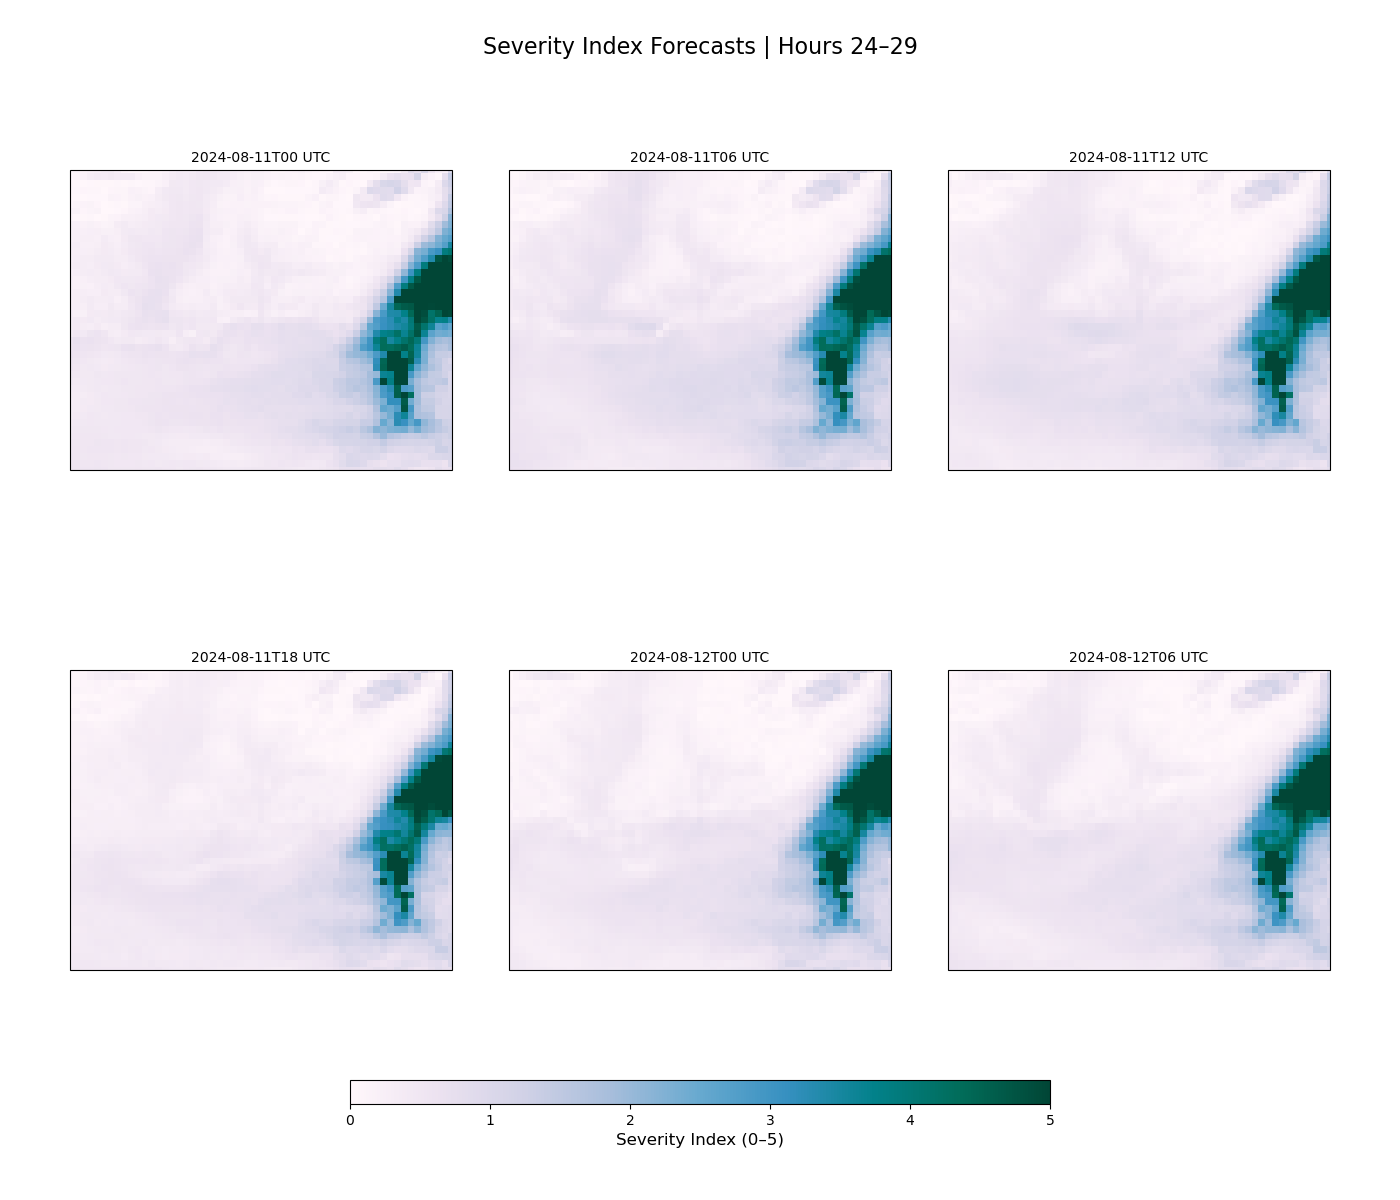 Severity Index Forecasts | Hours 24–29
2024-08-11T00 UTC
2024-08-11T06 UTC
2024-08-11T12 UTC
2024-08-11T18 UTC
2024-08-12T00 UTC
2024-08-12T06 UTC
0 1 2 3 4 5
Severity Index (0–5)